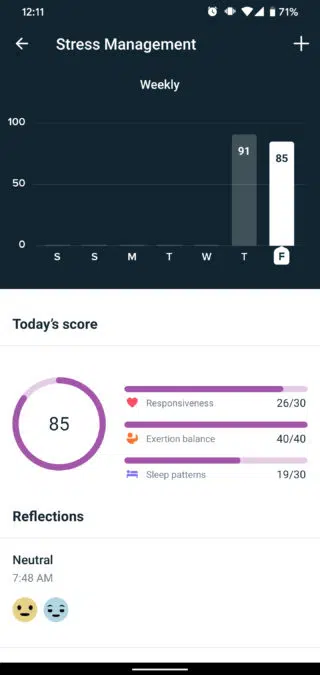 12:11 71%
Stress Management
Weekly
100
91
85
50
0
S S M T W T F
Today's score
85
Responsiveness 26/30
Exertion balance 40/40
Sleep patterns 19/30
Reflections
Neutral
7:48 AM